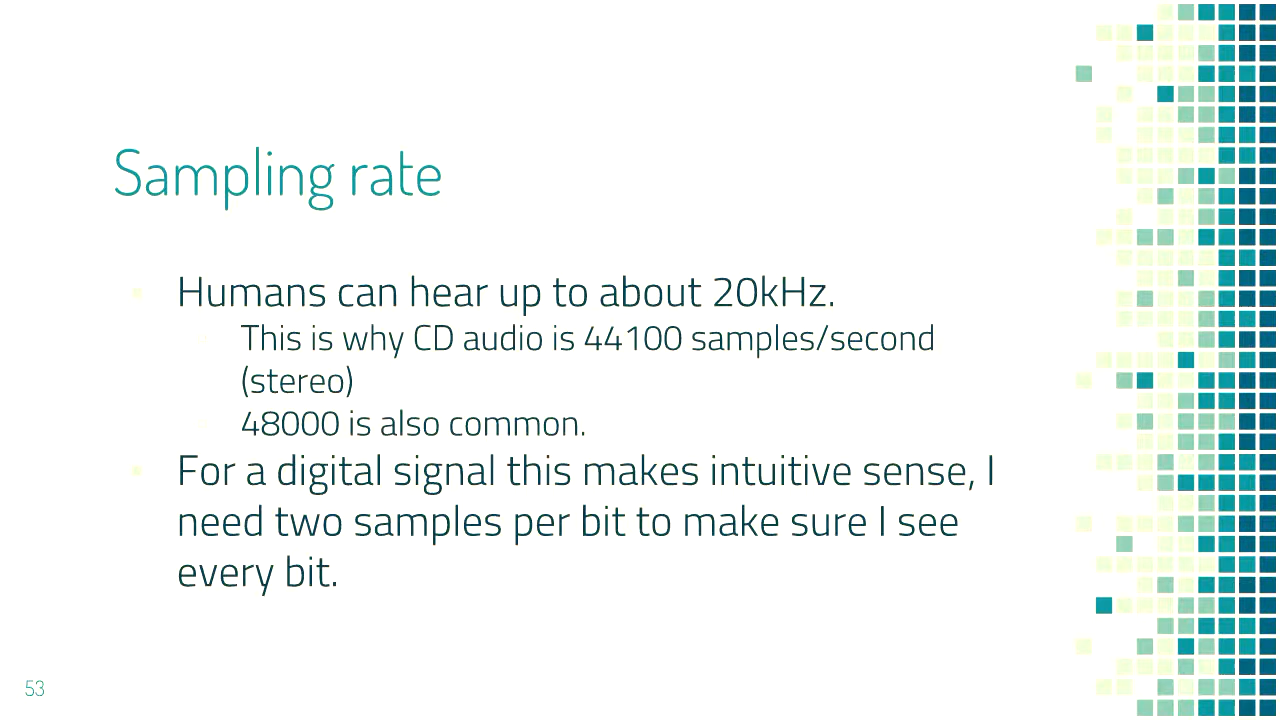 Sampling rate
Humans can hear up to about 20kHz.
This is why CD audio is 44100 samples/second
(stereo)
48000 is also common.
For a digital signal this makes intuitive sense, I
need two samples per bit to make sure I see
every bit.
53